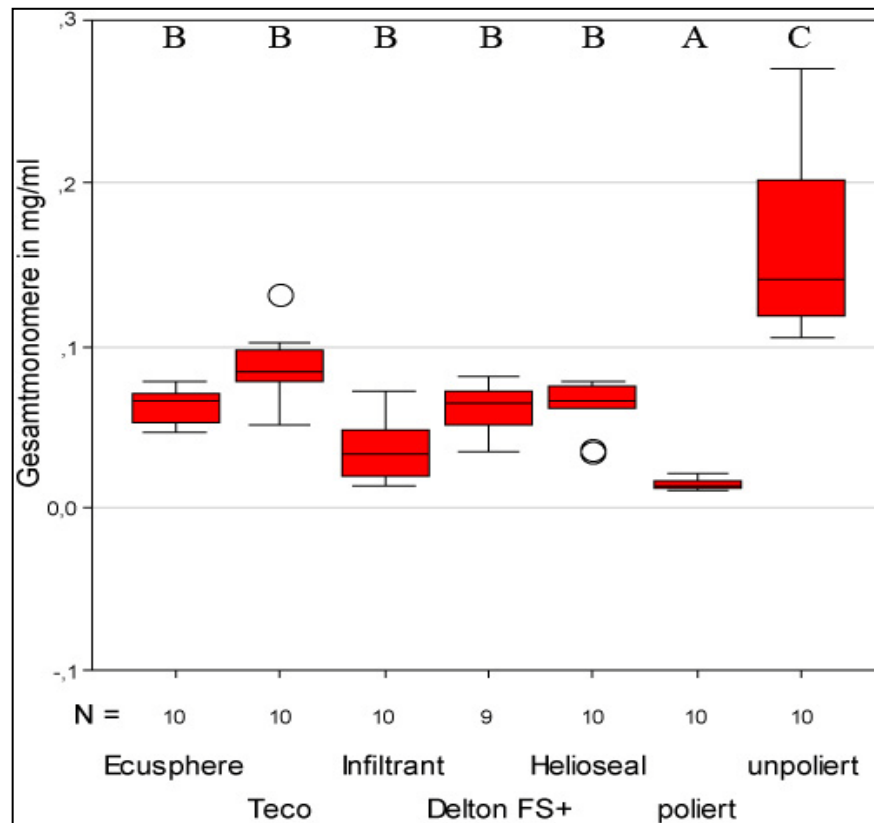 ,3
B B B B B A C
Gesamtmonomere in mg/ml
,2
,1
0,0
-,1
N = 10 10 10 9 10 10 10
Ecusphere Infiltrant Helioseal unpoliert
Teco Delton FS+ poliert